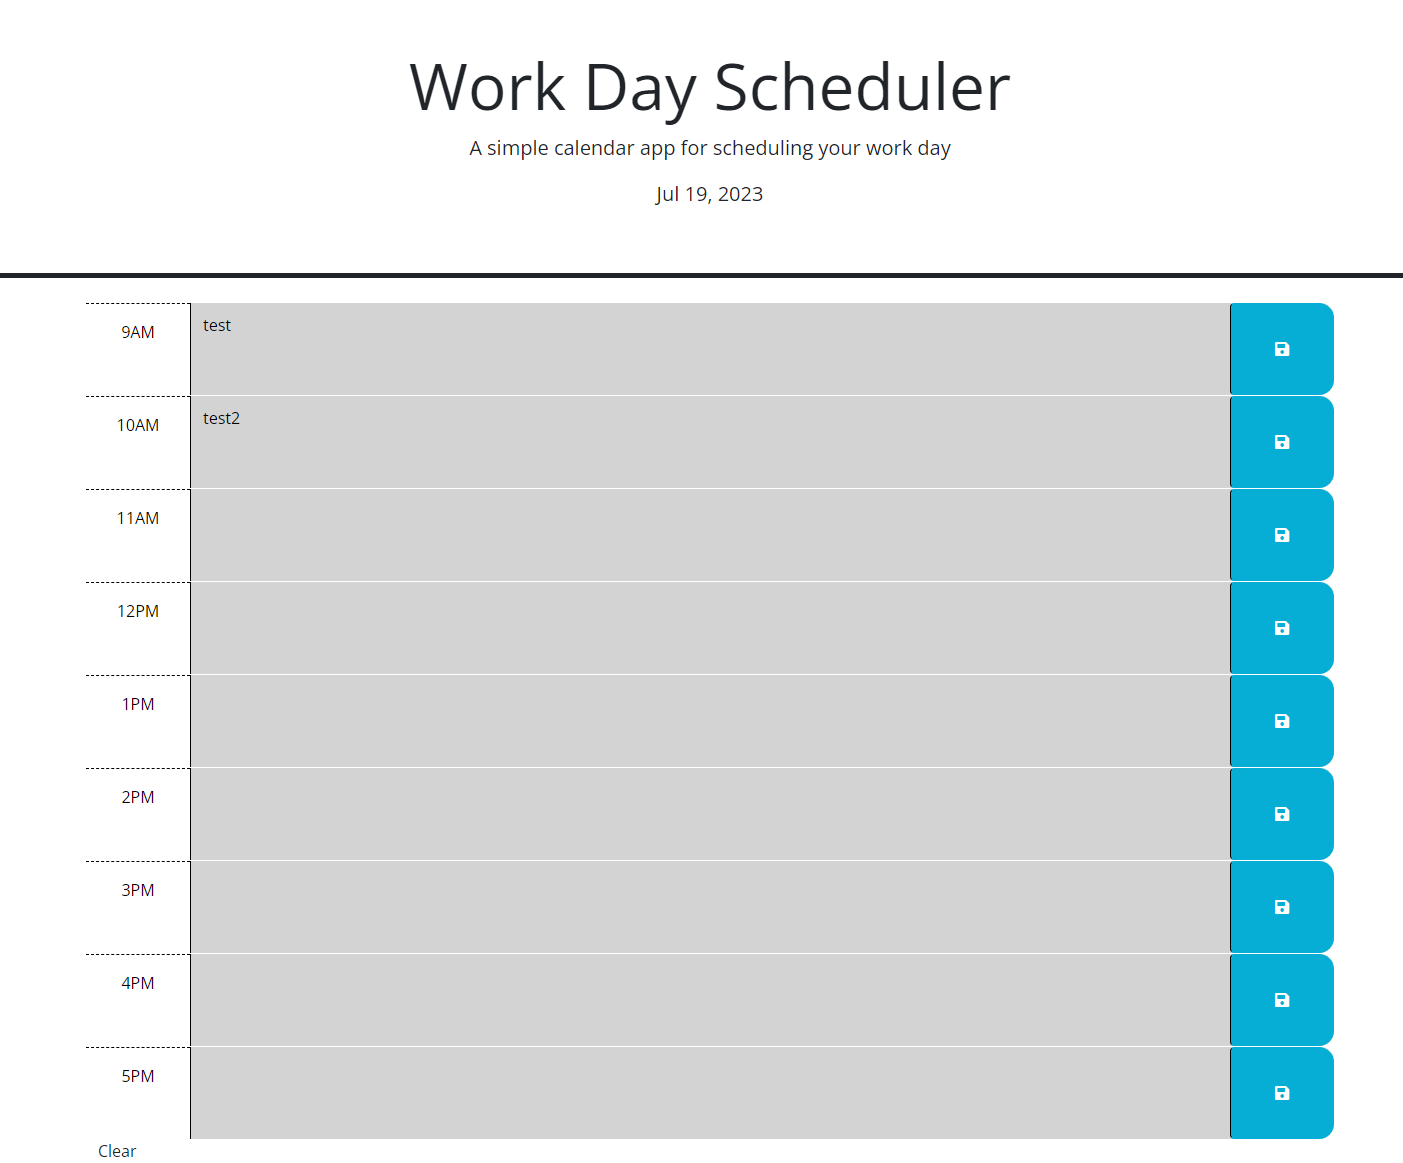 Work Day Scheduler
A simple calendar app for scheduling your work day
Jul 19, 2023
9AM
test
10AM
test2
11AM
12PM
1PM
2PM
3PM
4PM
5PM
Clear